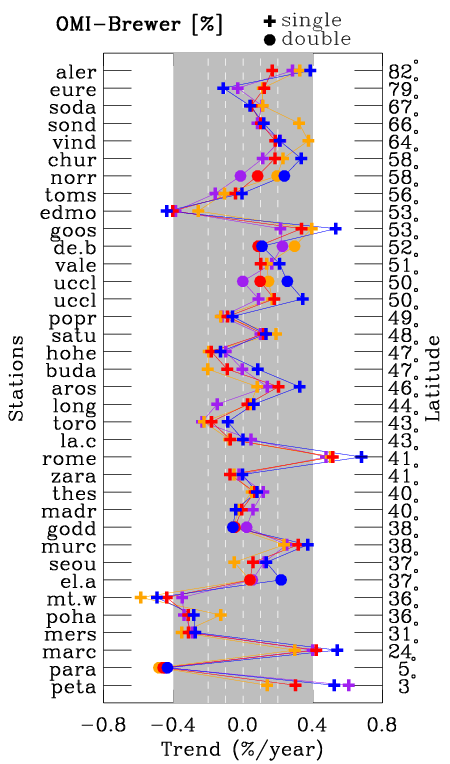 OMI-Brewer [%]
single
double
aler 82°
eure 79°
soda 67°
sond 66°
vind 64°
chur 58°
norr 58°
toms 56°
edmo 53°
goos 53°
de.b 52°
vale 51°
uccl 50°
uccl 50°
popr 49°
satu 48°
hohe 47°
buda 47°
aros 46°
long 44°
toro 43°
la.c 43°
rome 41°
zara 41°
thes 40°
madr 40°
godd 38°
murc 38°
seou 37°
el.a 37°
mt.w 36°
poha 36°
mers 31°
marc 24°
para 5°
peta 3°
Stations
Latitude
-0.8 -0.4 0.0 0.4 0.8
Trend (%/year)